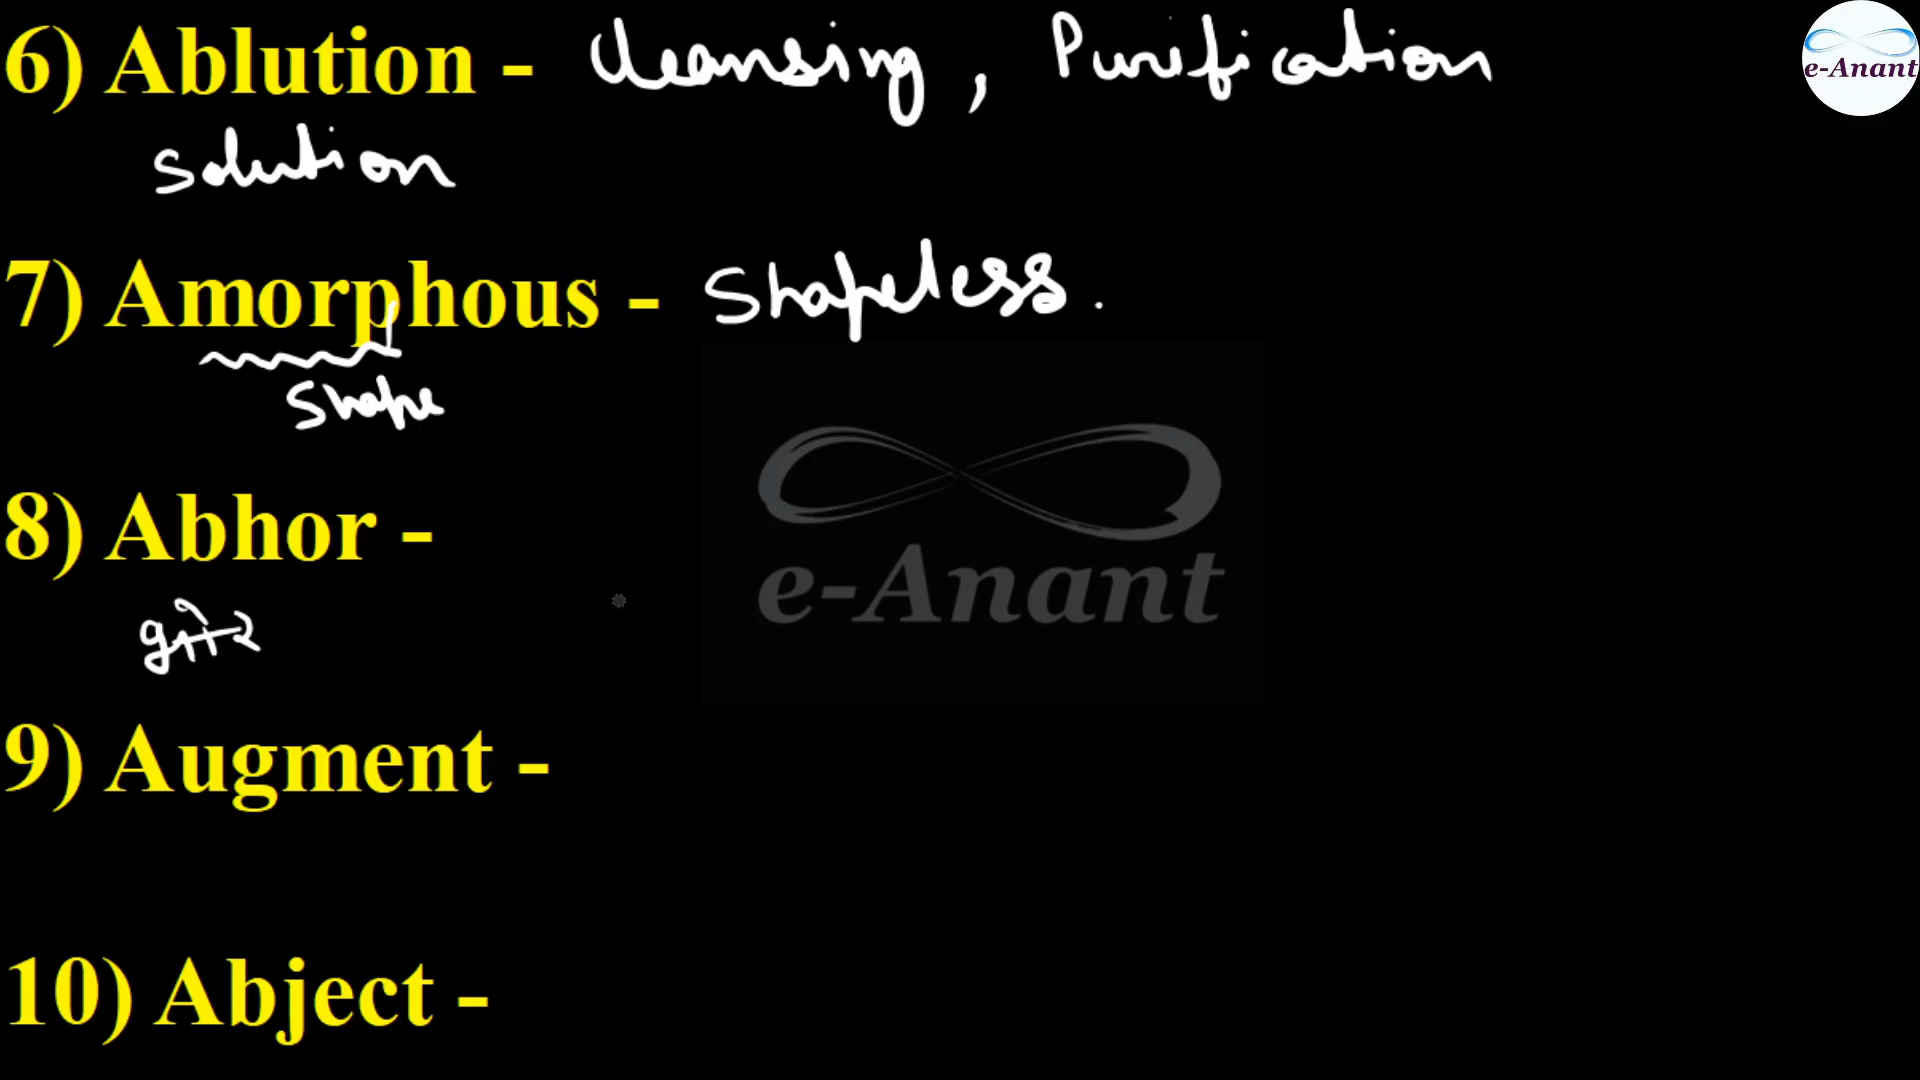 6) Ablution - Cleansing, Purification
e-Anant
solution
7) Amorphous - Shapeless.
Shape
8) Abhor -
e-Anant
9) Augment -
10) Abject -